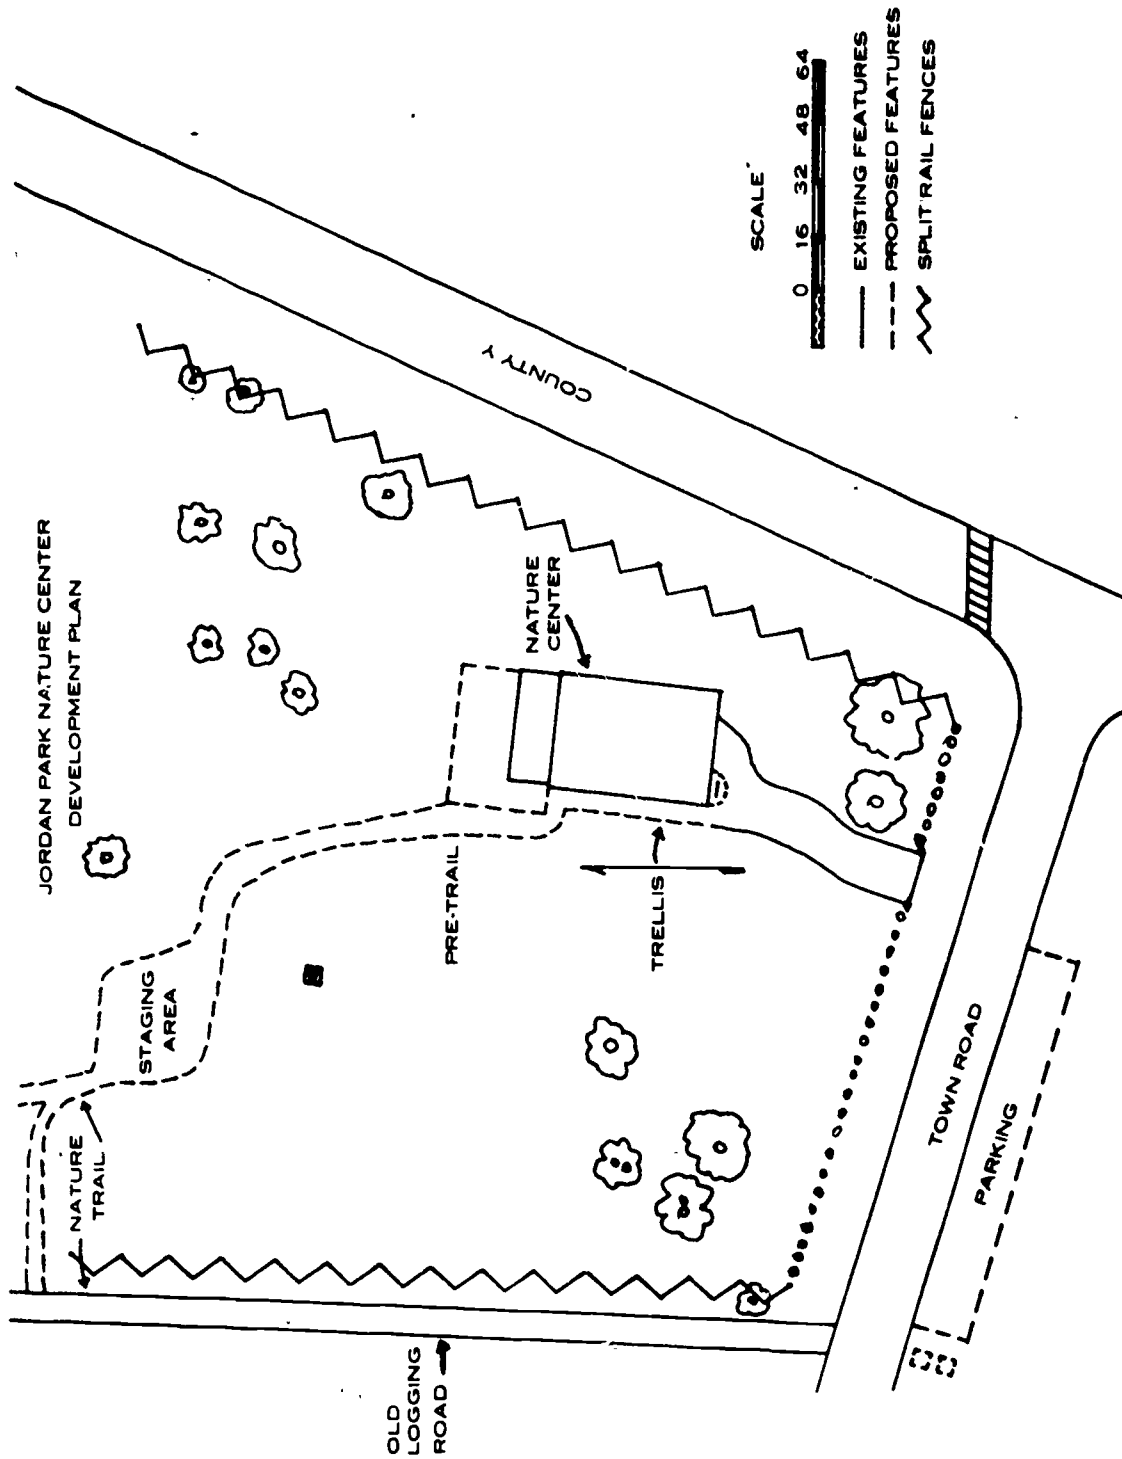 JORDAN PARK NATURE CENTER
DEVELOPMENT PLAN
COUNTY Y
NATURE
CENTER
PRE-TRAIL
TRELLIS
STAGING
AREA
NATURE
TRAIL
OLD
LOGGING
ROAD
TOWN ROAD
PARKING
SCALE
0 16 32 48 64
EXISTING FEATURES
PROPOSED FEATURES
SPLIT RAIL FENCES